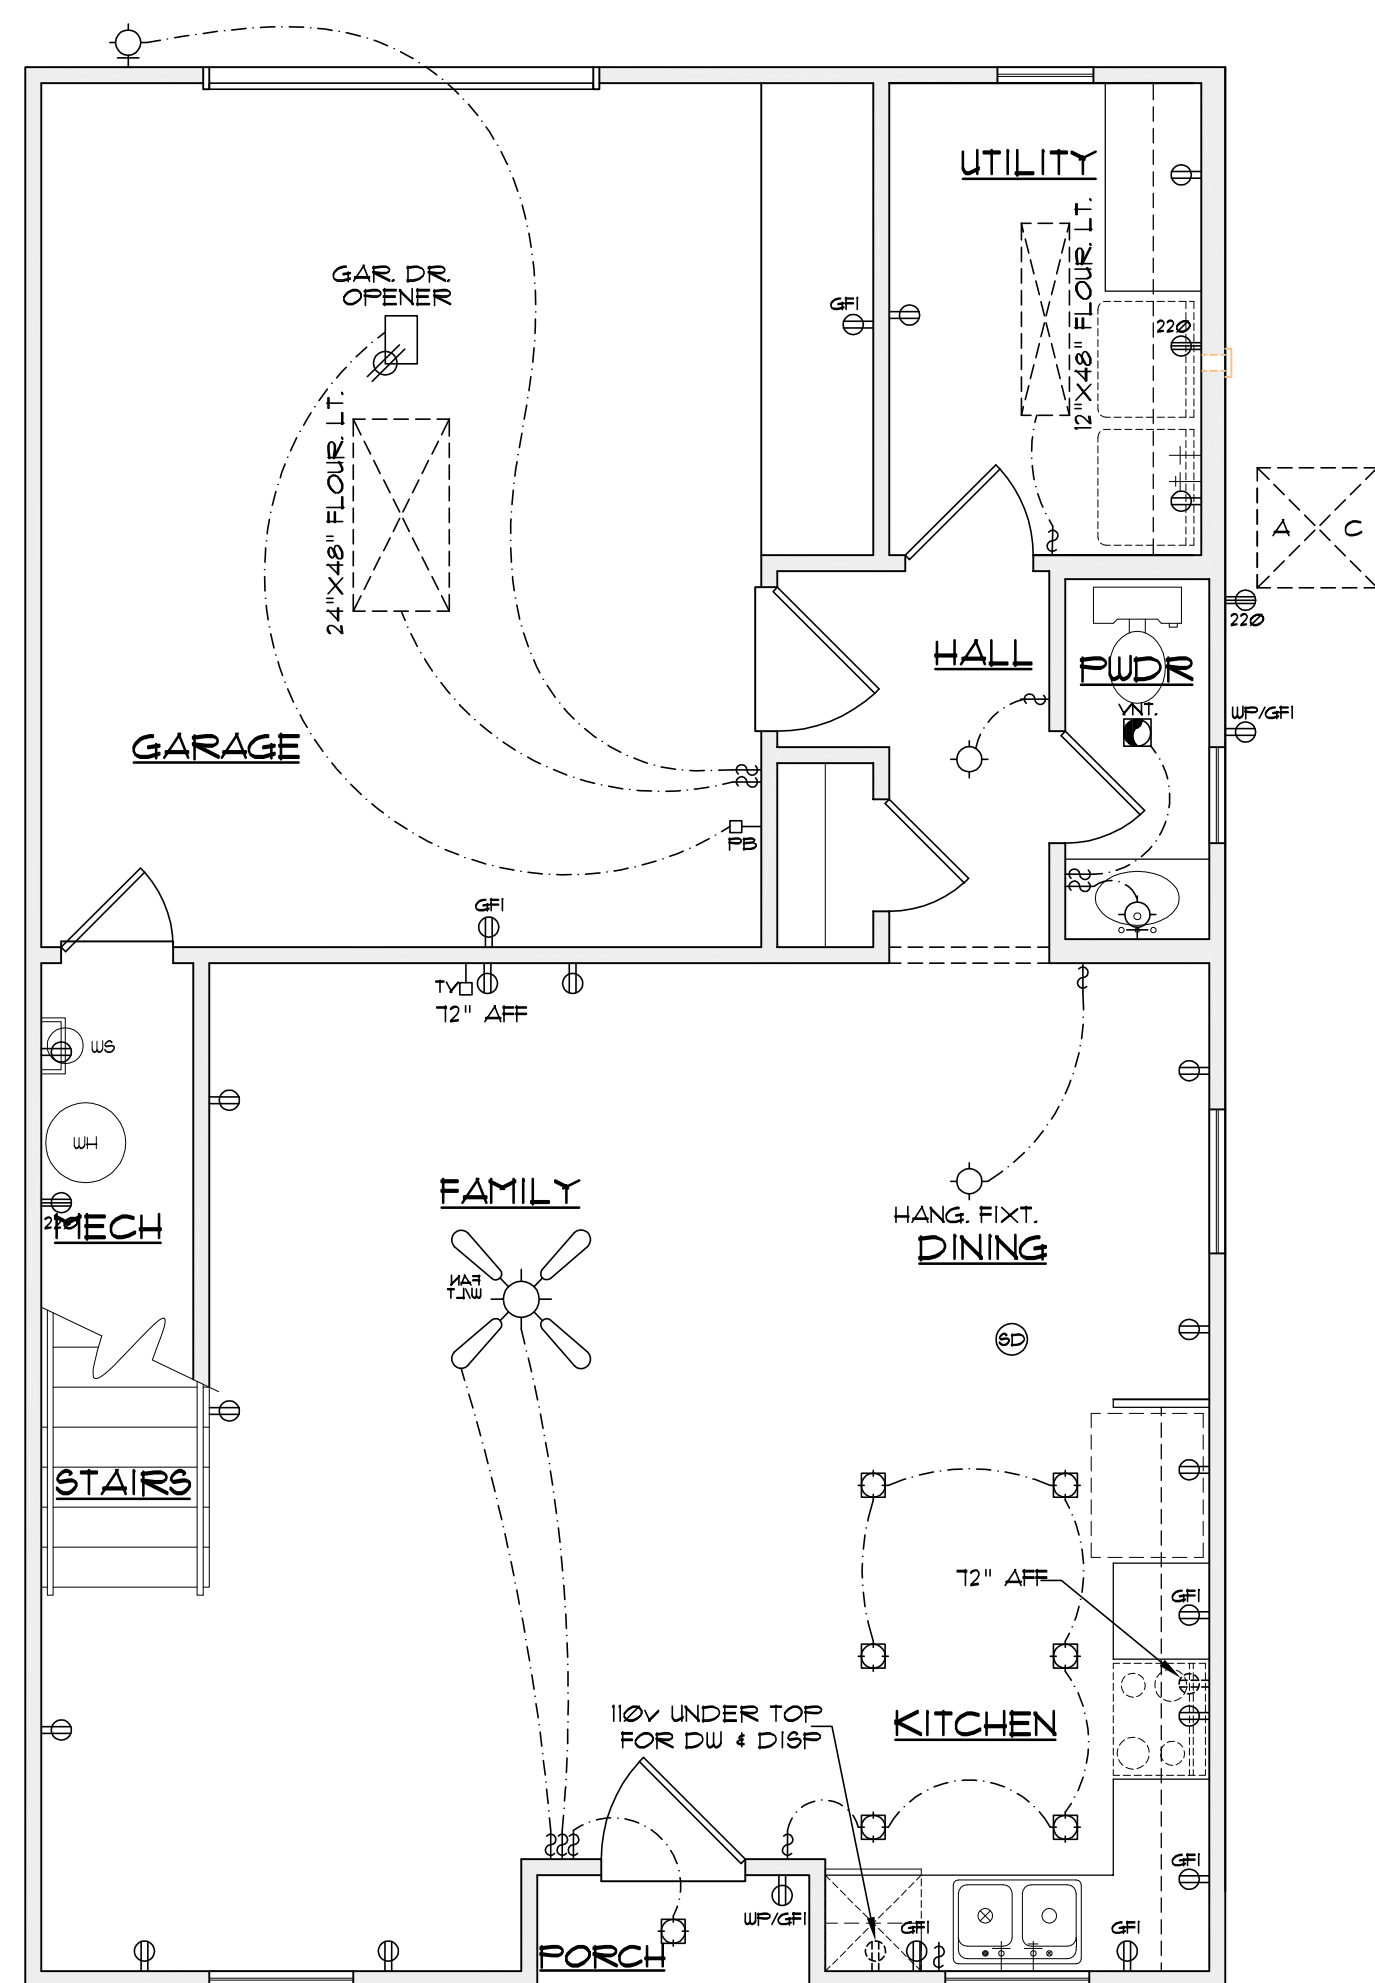 UTILITY
12"X48" FLOUR. LT.
GAR. DR.
OPENER
GFI
220
24"X48" FLOUR. LT.
A C
220
HALL
PWDR
VNT.
WP/GFI
GARAGE
PB
GFI
TV
72" AFF
WS
WH
FAMILY
220
MECH
HANG. FIXT.
DINING
FAN
W/LT
SD
STAIRS
72" AFF
GFI
110v UNDER TOP
FOR DW & DISP
KITCHEN
GFI
WP/GFI
GFI
GFI
PORCH